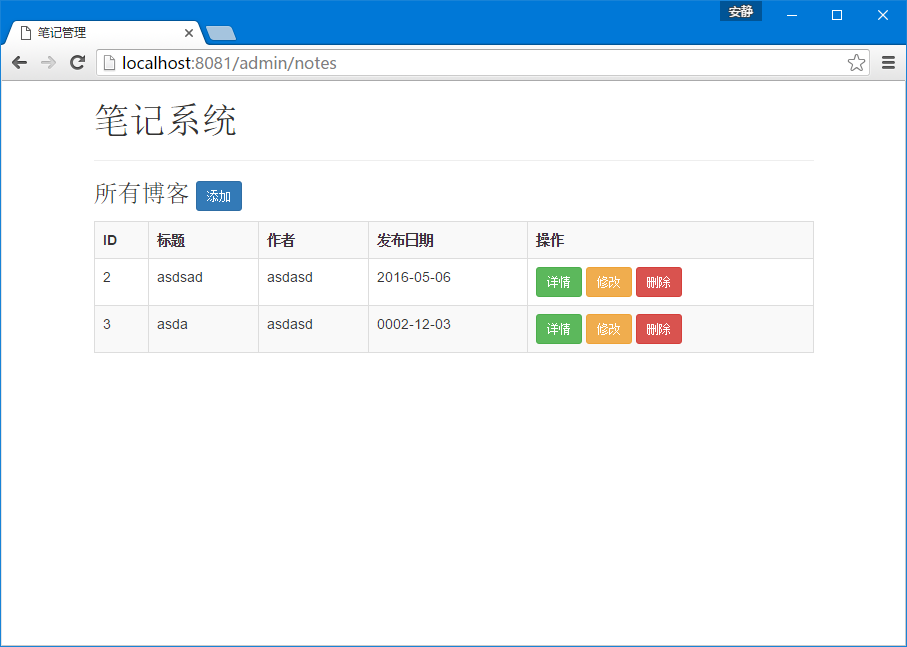 安静
笔记管理
localhost:8081/admin/notes
笔记系统
所有博客 添加
ID 标题 作者 发布日期 操作
2 asdsad asdasd 2016-05-06 详情 修改 删除
3 asda asdasd 0002-12-03 详情 修改 删除